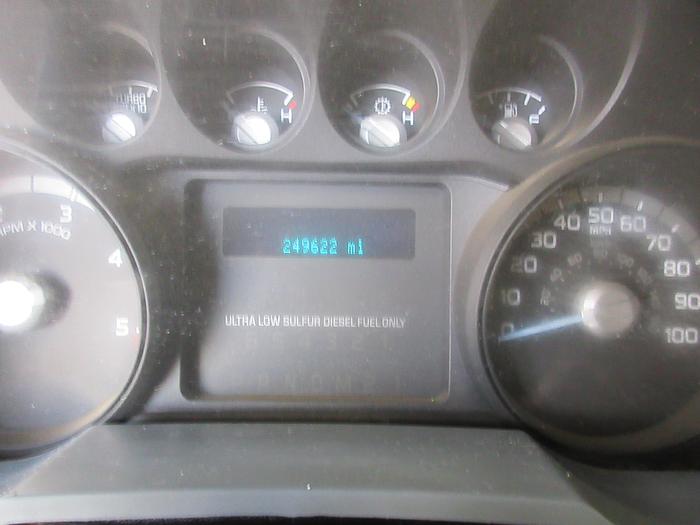 TURBO
H
H
F
3
RPM X 1000
4
5
249622 mi
ULTRA LOW SULFUR DIESEL FUEL ONLY
50
40 60
MPH
30 70
20 80
10 90
0 100